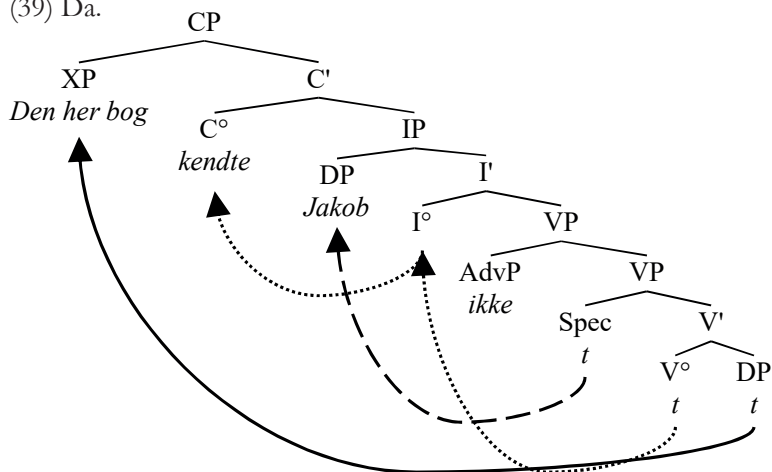 (39) Da.
CP
XP C'
Den her bog
C° IP
kendte
DP I'
Jakob
I° VP
AdvP VP
ikke
Spec V'
t
V° DP
t t